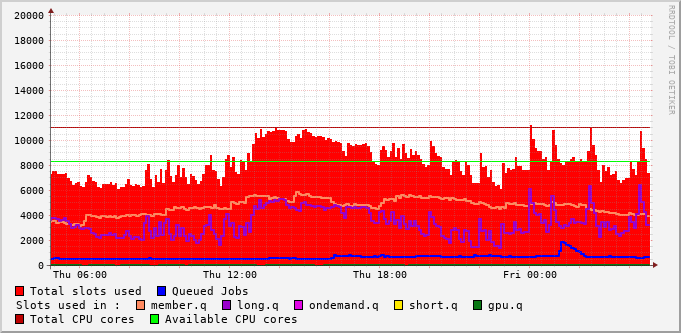 20000
18000
16000
14000
12000
10000
8000
6000
4000
2000
0
Thu 06:00 Thu 12:00 Thu 18:00 Fri 00:00
RRDTOOL / TOBI OETIKER
Total slots used Queued Jobs
Slots used in : member.q long.q ondemand.q short.q gpu.q
Total CPU cores Available CPU cores